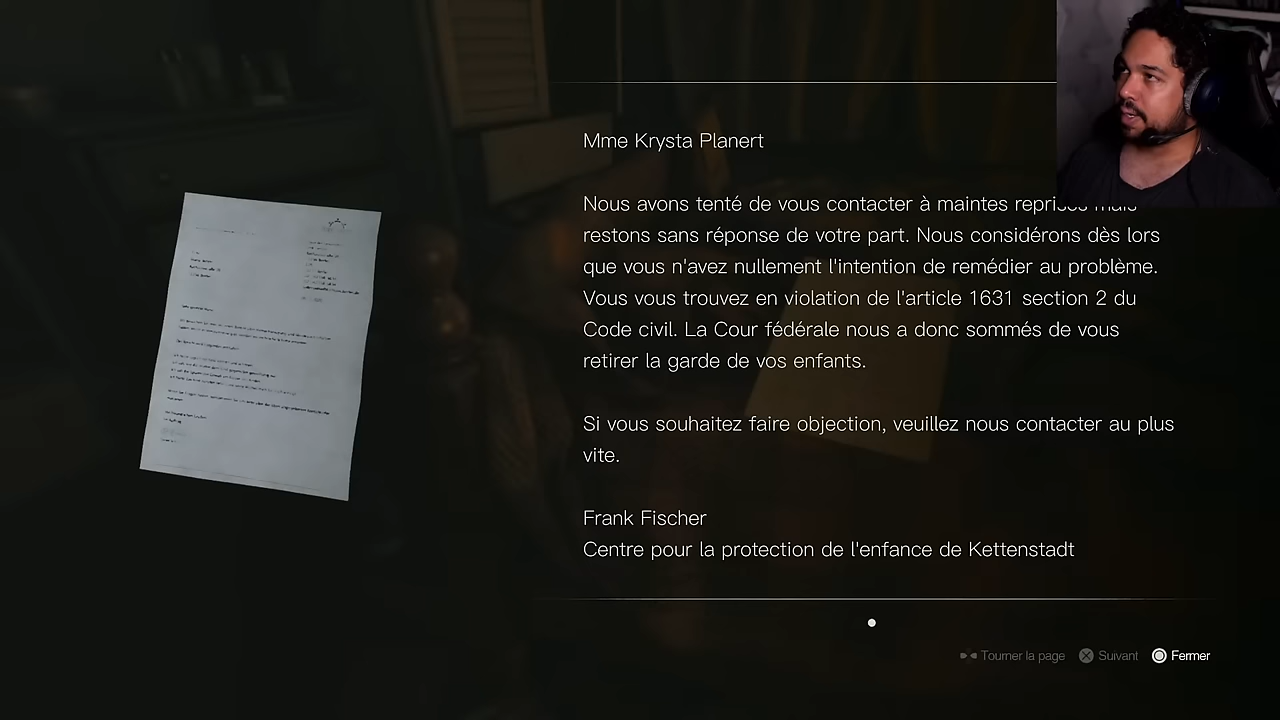 Mme Krysta Planert
Nous avons tenté de vous contacter à maintes reprises mais
restons sans réponse de votre part. Nous considérons dès lors
que vous n'avez nullement l'intention de remédier au problème.
Vous vous trouvez en violation de l'article 1631 section 2 du
Code civil. La Cour fédérale nous a donc sommés de vous
retirer la garde de vos enfants.
Si vous souhaitez faire objection, veuillez nous contacter au plus
vite.
Frank Fischer
Centre pour la protection de l'enfance de Kettenstadt
Tourner la page Suivant Fermer